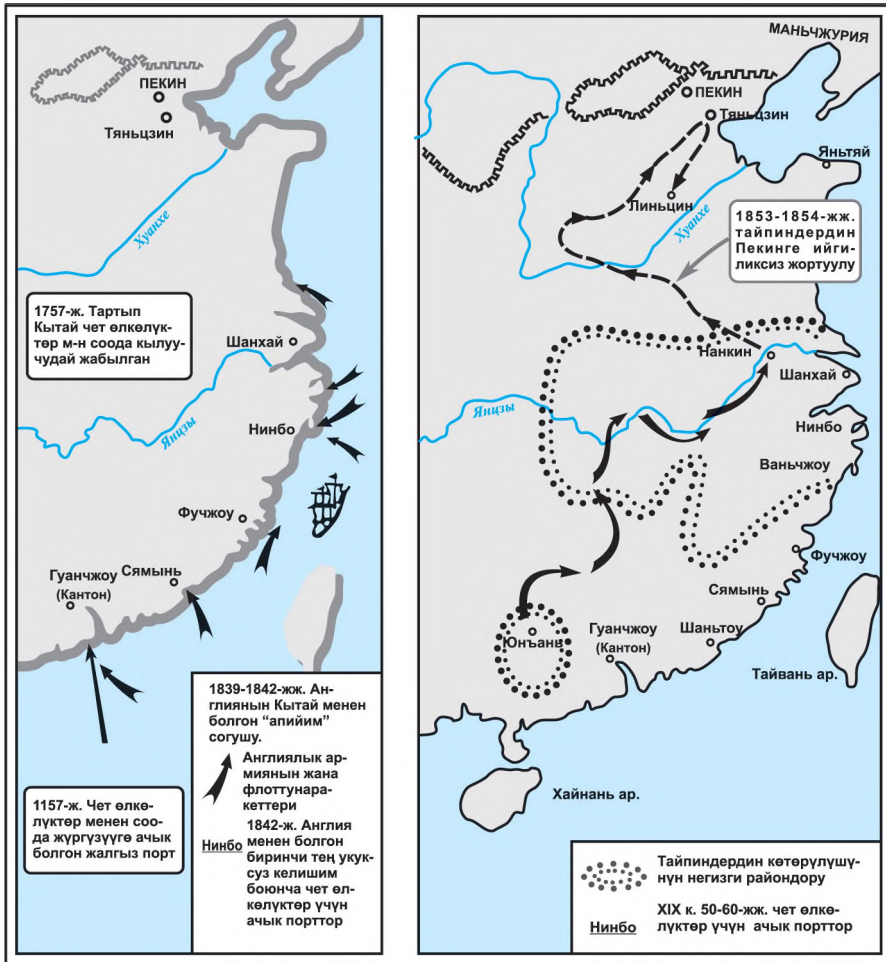 ПЕКИН
Тяньцзин
Хуанхе
1757-ж. Тартып
Кытай чет өлкөлүк-
төр м-н соода кылуу-
чудай жабылган
Шанхай
Янцзы
Нинбо
Фучжоу
Сямынь
Гуанчжоу
(Кантон)
1157-ж. Чет өлкө-
лүктөр менен соо-
да жүргүзүүгө ачык
болгон жалгыз порт
1839-1842-жж. Ан-
глиянын Кытай менен
болгон “апийим”
согушу.
Англиялык ар-
миянын жана
флоттунара-
кеттери
Нинбо
1842-ж. Англия
менен болгон
биринчи тең укук-
суз келишим
боюнча чет өл-
көлүктөр үчүн
ачык порттор
МАНЬЧЖУРИЯ
ПЕКИН
Тяньцзин
Яньтяй
Линьцин
Хуанхе
1853-1854-жж.
тайпиндердин
Пекинге ийги-
ликсиз жортуулу
Нанкин
Шанхай
Янцзы
Нинбо
Ваньчжоу
Фучжоу
Сямынь
Юнъань
Гуанчжоу
(Кантон)
Шаньтоу
Тайвань ар.
Хайнань ар.
Тайпиндердин көтөрүлүшү-
нүн негизги райондору
Нинбо
XIX к. 50-60-жж. чет өлкө-
лүктөр үчүн ачык порттор